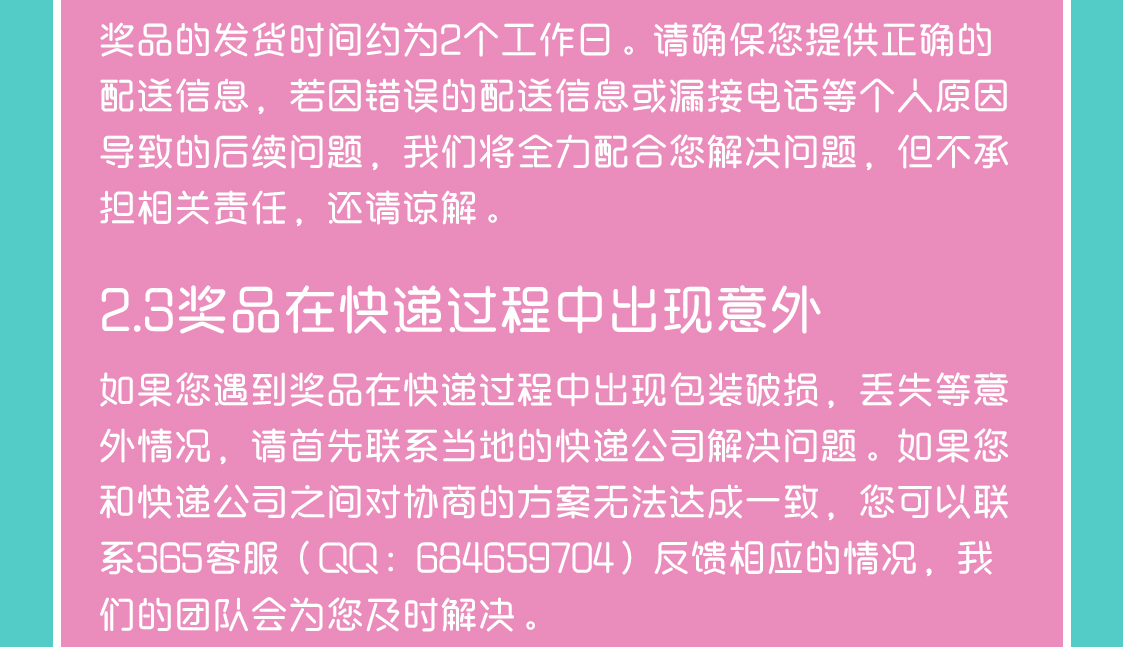 奖品的发货时间约为2个工作日。请确保您提供正确的
配送信息，若因错误的配送信息或漏接电话等个人原因
导致的后续问题，我们将全力配合您解决问题，但不承
担相关责任，还请谅解。
2.3奖品在快递过程中出现意外
如果您遇到奖品在快递过程中出现包装破损，丢失等意
外情况，请首先联系当地的快递公司解决问题。如果您
和快递公司之间对协商的方案无法达成一致，您可以联
系365客服（QQ：684659704）反馈相应的情况，我
们的团队会为您及时解决。